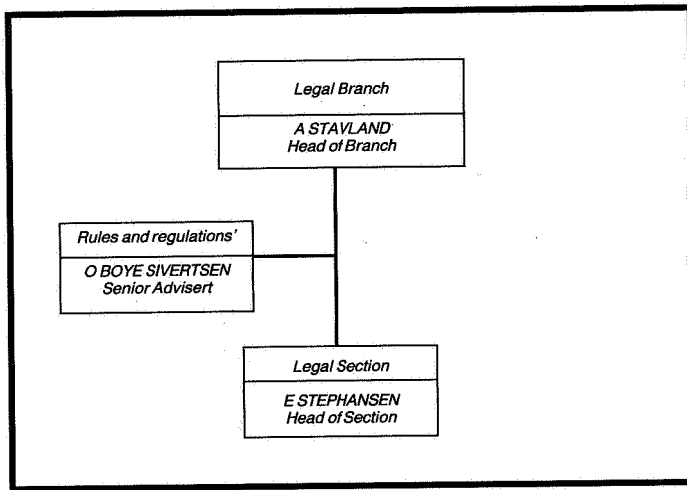 Legal Branch
A STAVLAND
Head of Branch
Rules and regulations'
O BOYE SIVERTSEN
Senior Advisert
Legal Section
E STEPHANSEN
Head of Section